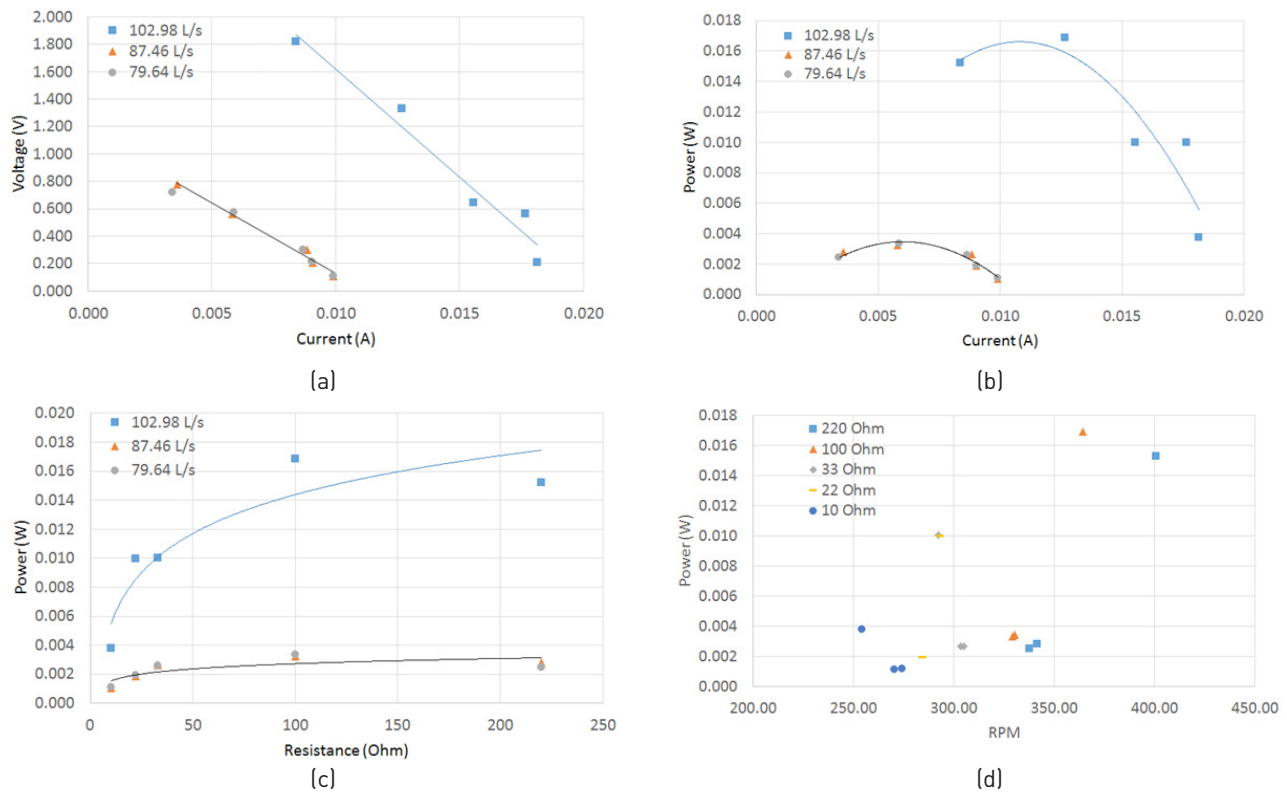 2.000
1.800
1.600
1.400
1.200
1.000
0.800
0.600
0.400
0.200
0.000
Voltage (V)
102.98 L/s
87.46 L/s
79.64 L/s
0.000 0.005 0.010 0.015 0.020
Current (A)
(a)
0.018
0.016
0.014
0.012
0.010
0.008
0.006
0.004
0.002
0.000
Power (W)
102.98 L/s
87.46 L/s
79.64 L/s
0.000 0.005 0.010 0.015 0.020
Current (A)
(b)
0.020
0.018
0.016
0.014
0.012
0.010
0.008
0.006
0.004
0.002
0.000
Power (W)
102.98 L/s
87.46 L/s
79.64 L/s
0 50 100 150 200 250
Resistance (Ohm)
(c)
0.018
0.016
0.014
0.012
0.010
0.008
0.006
0.004
0.002
0.000
Power (W)
220 Ohm
100 Ohm
33 Ohm
22 Ohm
10 Ohm
200.00 250.00 300.00 350.00 400.00 450.00
RPM
(d)